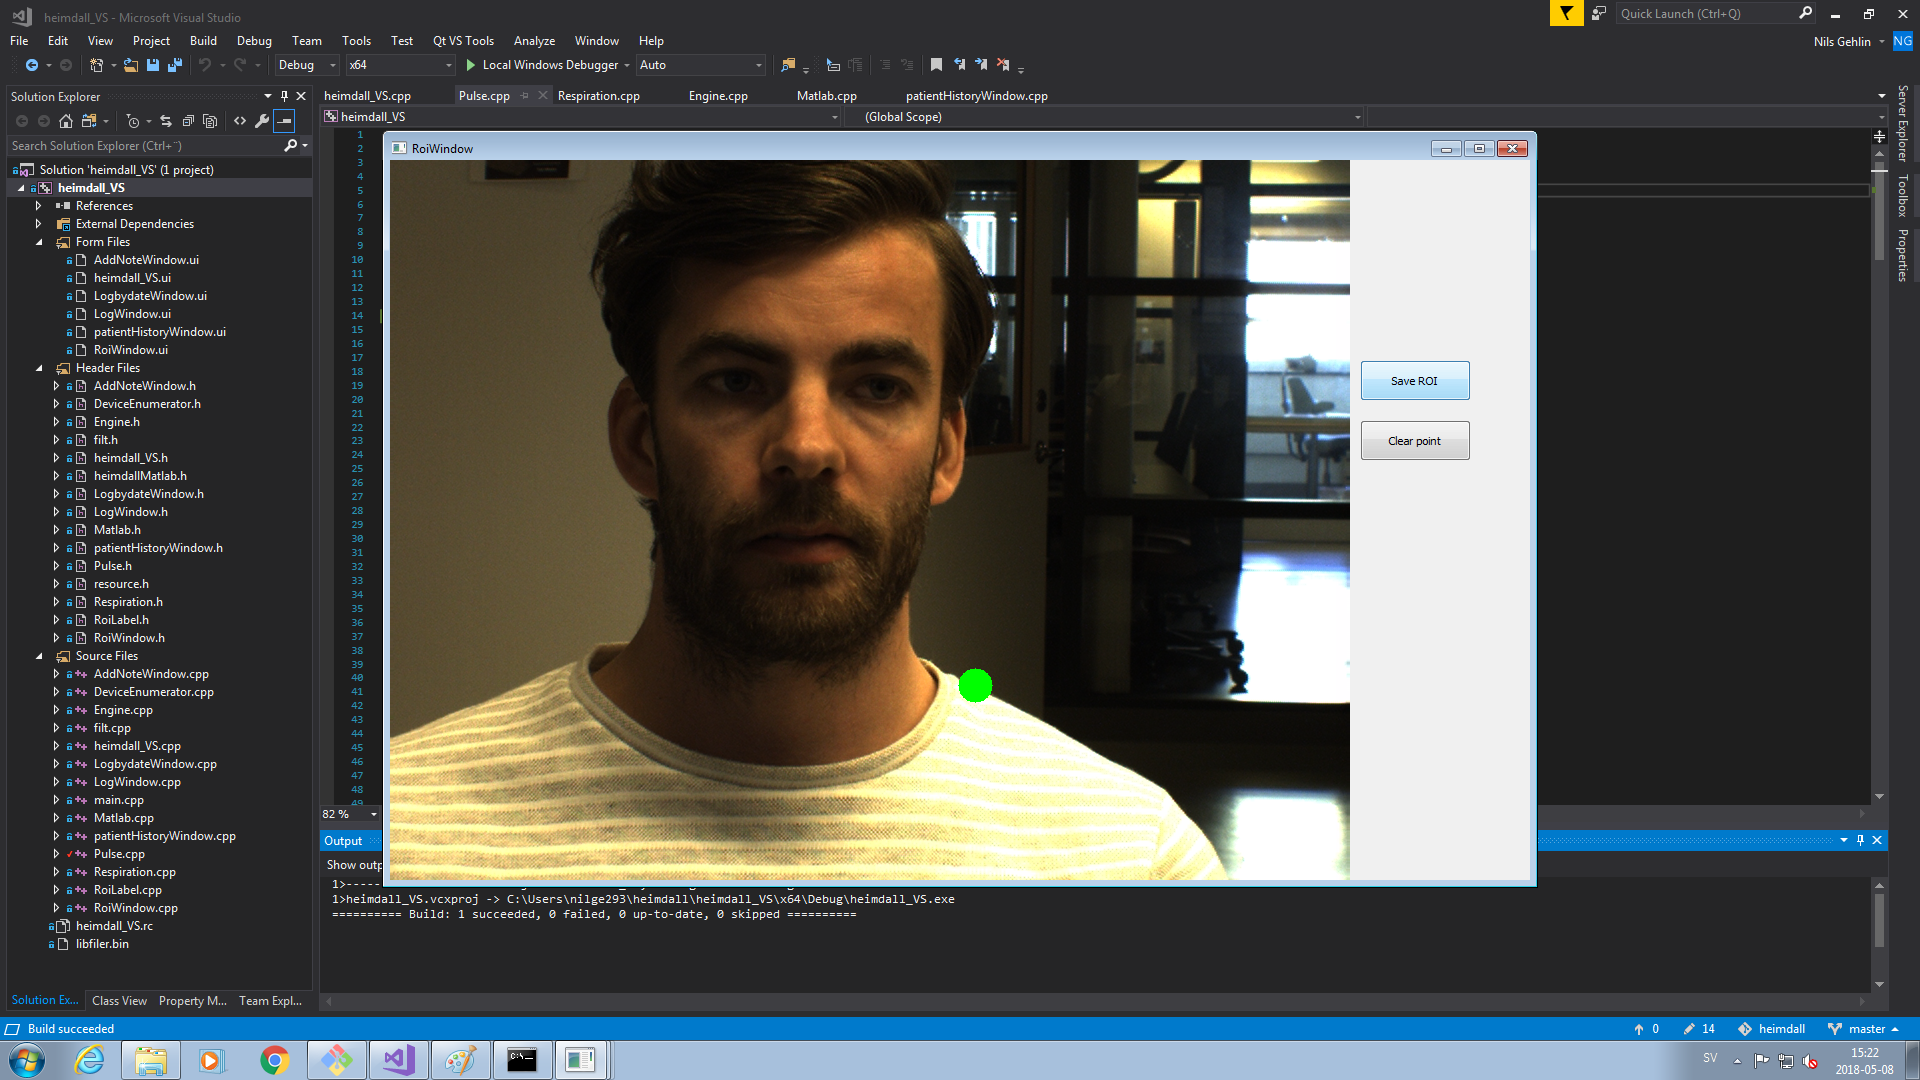 heimdall_VS - Microsoft Visual Studio
Quick Launch (Ctrl+Q)
File Edit View Project Build Debug Team Tools Test Qt VS Tools Analyze Window Help
Nils Gehlin NG
Debug x64 Local Windows Debugger Auto
Solution Explorer
heimdall_VS.cpp Pulse.cpp Respiration.cpp Engine.cpp Matlab.cpp patientHistoryWindow.cpp
heimdall_VS (Global Scope)
Search Solution Explorer (Ctrl+¨)
Solution 'heimdall_VS' (1 project)
heimdall_VS
References
External Dependencies
Form Files
AddNoteWindow.ui
heimdall_VS.ui
LogbydateWindow.ui
LogWindow.ui
patientHistoryWindow.ui
RoiWindow.ui
Header Files
AddNoteWindow.h
DeviceEnumerator.h
Engine.h
filt.h
heimdall_VS.h
heimdallMatlab.h
LogbydateWindow.h
LogWindow.h
Matlab.h
patientHistoryWindow.h
Pulse.h
resource.h
Respiration.h
RoiLabel.h
RoiWindow.h
Source Files
AddNoteWindow.cpp
DeviceEnumerator.cpp
Engine.cpp
filt.cpp
heimdall_VS.cpp
LogbydateWindow.cpp
LogWindow.cpp
main.cpp
Matlab.cpp
patientHistoryWindow.cpp
Pulse.cpp
Respiration.cpp
RoiLabel.cpp
RoiWindow.cpp
heimdall_VS.rc
libfiler.bin
Solution Ex... Class View Property M... Team Expl...
1
2
3
4
5
6
7
8
9
10
11
12
13
14
15
16
17
18
19
20
21
22
23
24
25
26
27
28
29
30
31
32
33
34
35
36
37
38
39
40
41
42
43
44
45
46
47
48
49
RoiWindow
Save ROI
Clear point
Server Explorer
Toolbox
Properties
82 %
Output
Show outp
1>-----
1>heimdall_VS.vcxproj -> C:\Users\nilge293\heimdall\heimdall_VS\x64\Debug\heimdall_VS.exe
========== Build: 1 succeeded, 0 failed, 0 up-to-date, 0 skipped ==========
Build succeeded
0 14 heimdall master
SV
15:22
2018-05-08